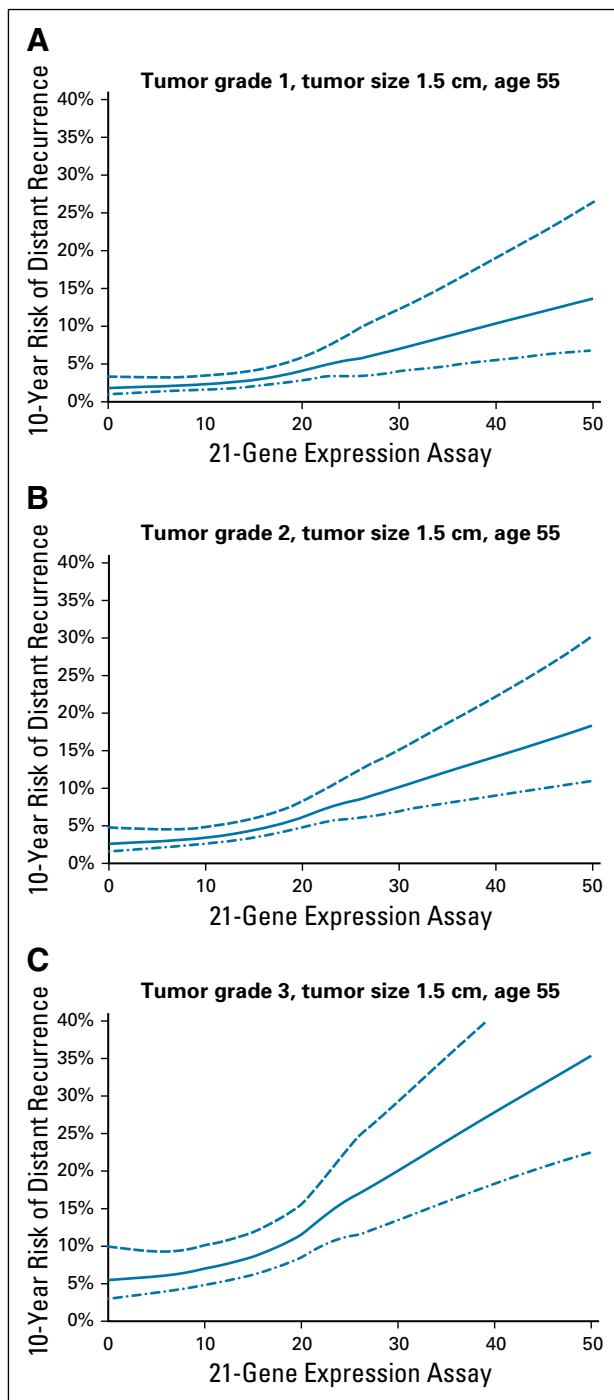 A
Tumor grade 1, tumor size 1.5 cm, age 55
10-Year Risk of Distant Recurrence
40%
35%
30%
25%
20%
15%
10%
5%
0%
0 10 20 30 40 50
21-Gene Expression Assay
B
Tumor grade 2, tumor size 1.5 cm, age 55
10-Year Risk of Distant Recurrence
40%
35%
30%
25%
20%
15%
10%
5%
0%
0 10 20 30 40 50
21-Gene Expression Assay
C
Tumor grade 3, tumor size 1.5 cm, age 55
10-Year Risk of Distant Recurrence
40%
35%
30%
25%
20%
15%
10%
5%
0%
0 10 20 30 40 50
21-Gene Expression Assay